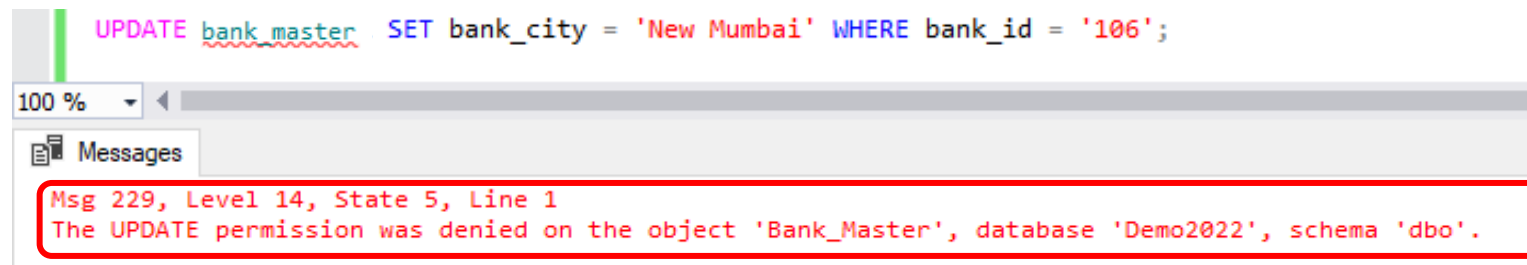 UPDATE bank_master SET bank_city = 'New Mumbai' WHERE bank_id = '106';
100 %
Messages
Msg 229, Level 14, State 5, Line 1
The UPDATE permission was denied on the object 'Bank_Master', database 'Demo2022', schema 'dbo'.